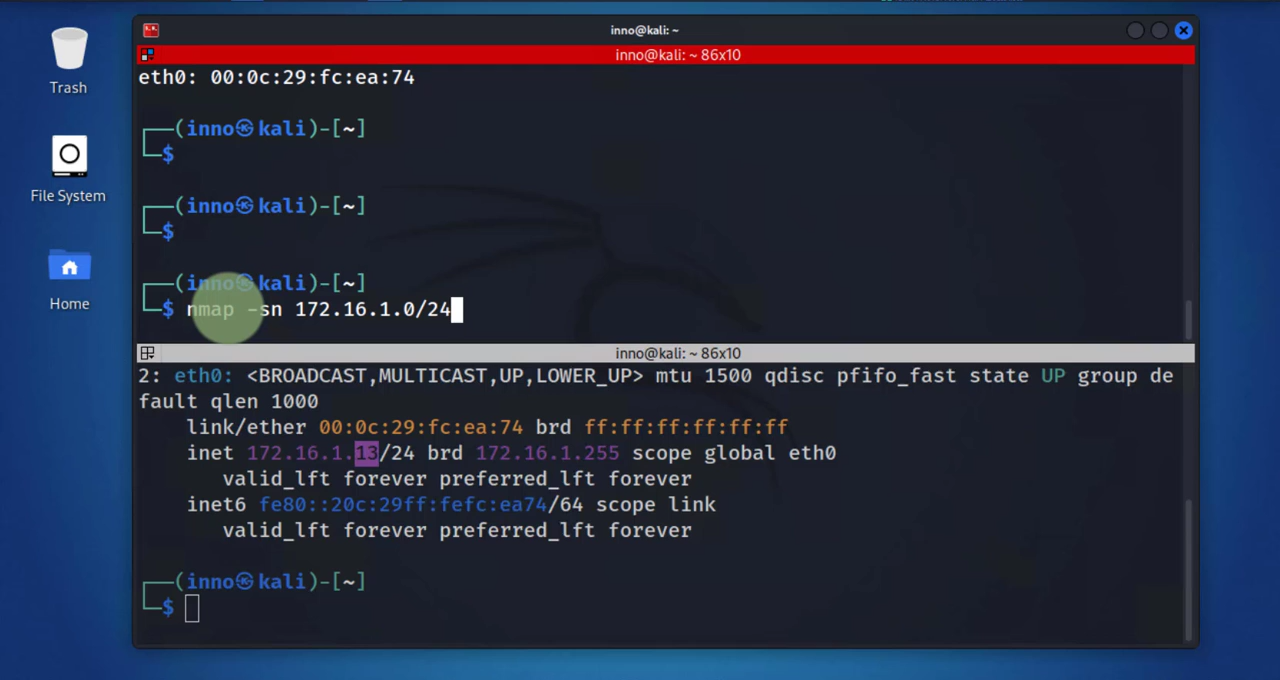 Trash
File System
Home
inno@kali: ~
inno@kali: ~ 86x10
eth0: 00:0c:29:fc:ea:74
┌──(inno㉿kali)-[~]
└─$
┌──(inno㉿kali)-[~]
└─$
┌──(inno㉿kali)-[~]
└─$ nmap -sn 172.16.1.0/24
inno@kali: ~ 86x10
2: eth0: <BROADCAST,MULTICAST,UP,LOWER_UP> mtu 1500 qdisc pfifo_fast state UP group de
fault qlen 1000
link/ether 00:0c:29:fc:ea:74 brd ff:ff:ff:ff:ff:ff
inet 172.16.1.13/24 brd 172.16.1.255 scope global eth0
valid_lft forever preferred_lft forever
inet6 fe80::20c:29ff:fefc:ea74/64 scope link
valid_lft forever preferred_lft forever
┌──(inno㉿kali)-[~]
└─$